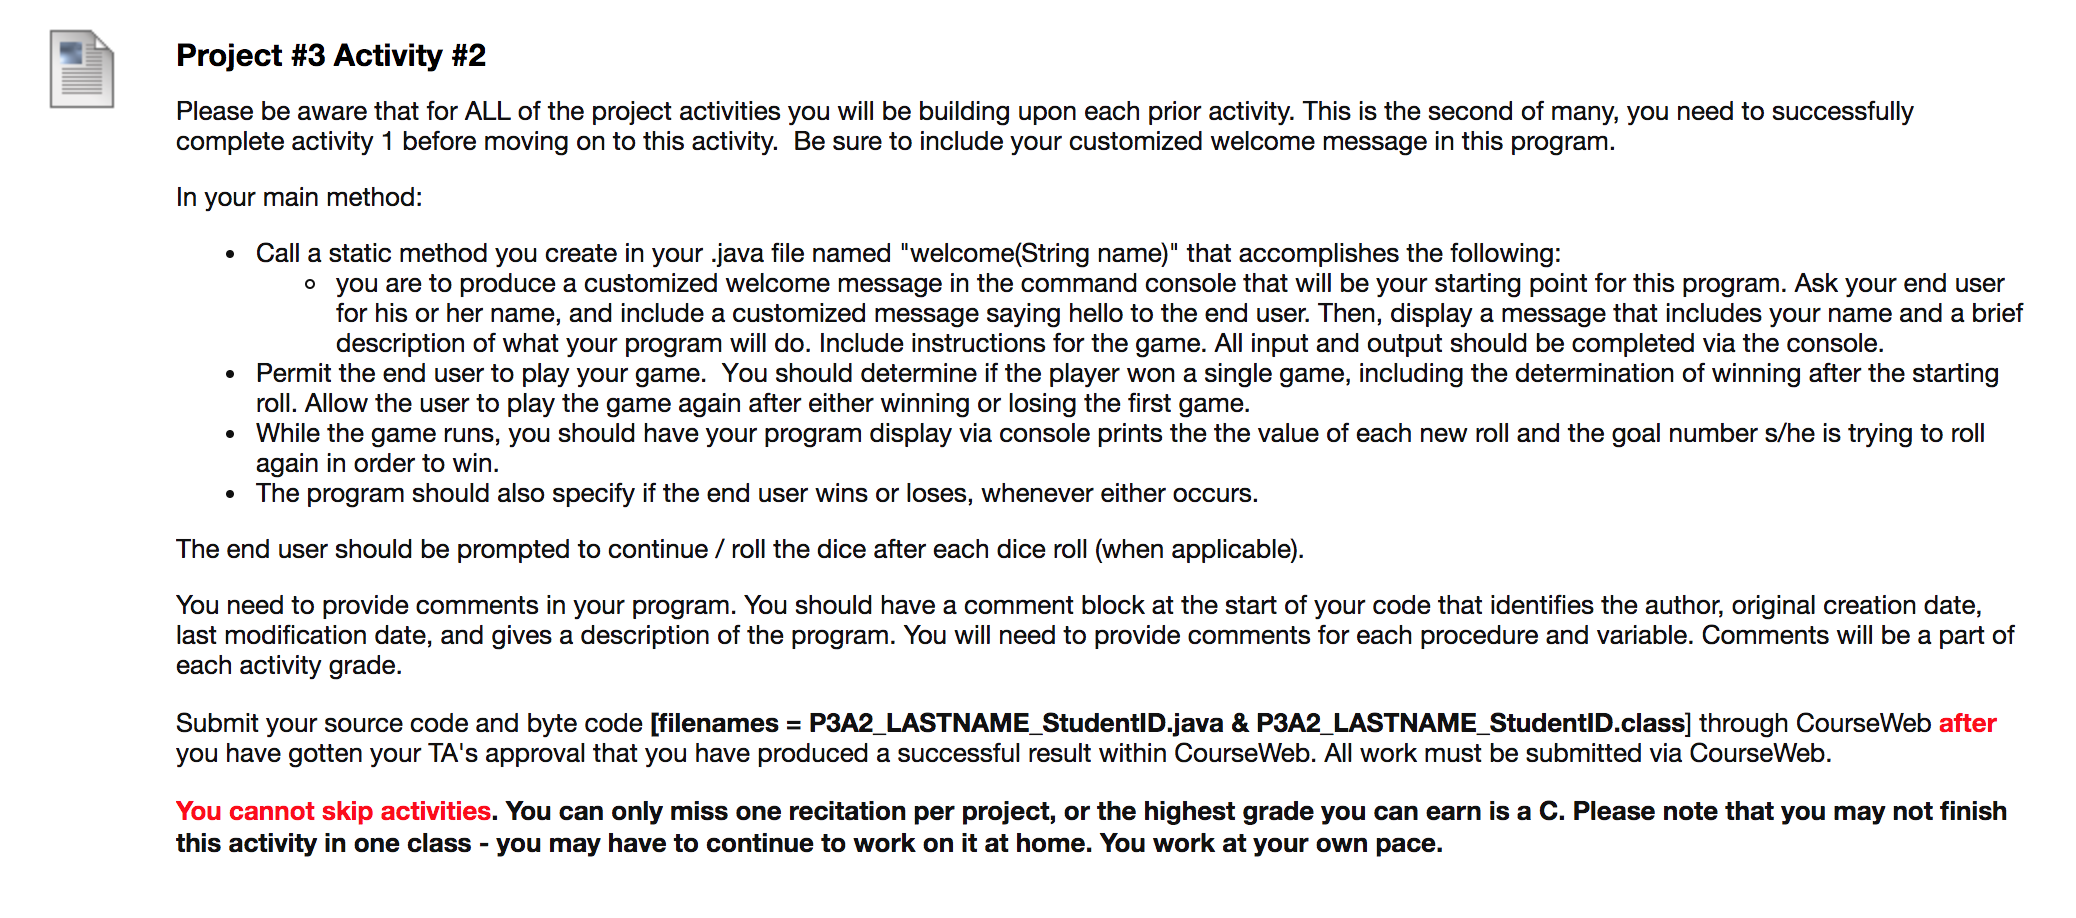 Project #3 Activity #2
Please be aware that for ALL of the project activities you will be building upon each prior activity. This is the second of many, you need to successfully
complete activity 1 before moving on to this activity.  Be sure to include your customized welcome message in this program.
In your main method:
• Call a static method you create in your .java file named "welcome(String name)" that accomplishes the following:
◦ you are to produce a customized welcome message in the command console that will be your starting point for this program. Ask your end user
for his or her name, and include a customized message saying hello to the end user. Then, display a message that includes your name and a brief
description of what your program will do. Include instructions for the game. All input and output should be completed via the console.
• Permit the end user to play your game.  You should determine if the player won a single game, including the determination of winning after the starting
roll. Allow the user to play the game again after either winning or losing the first game.
• While the game runs, you should have your program display via console prints the the value of each new roll and the goal number s/he is trying to roll
again in order to win.
• The program should also specify if the end user wins or loses, whenever either occurs.
The end user should be prompted to continue / roll the dice after each dice roll (when applicable).
You need to provide comments in your program. You should have a comment block at the start of your code that identifies the author, original creation date,
last modification date, and gives a description of the program. You will need to provide comments for each procedure and variable. Comments will be a part of
each activity grade.
Submit your source code and byte code [filenames = P3A2_LASTNAME_StudentID.java & P3A2_LASTNAME_StudentID.class] through CourseWeb after
you have gotten your TA's approval that you have produced a successful result within CourseWeb. All work must be submitted via CourseWeb.
You cannot skip activities. You can only miss one recitation per project, or the highest grade you can earn is a C. Please note that you may not finish
this activity in one class - you may have to continue to work on it at home. You work at your own pace.